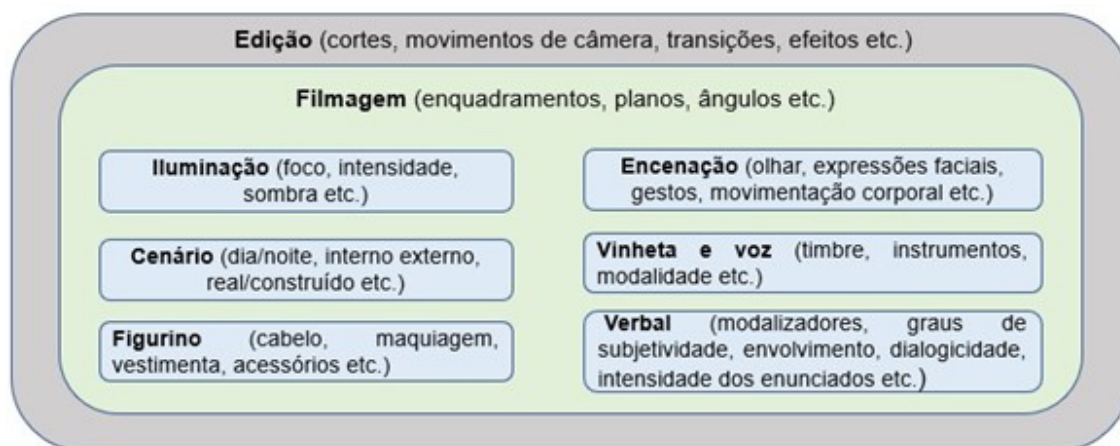 Edição (cortes, movimentos de câmera, transições, efeitos etc.)
Filmagem (enquadramentos, planos, ângulos etc.)
Iluminação (foco, intensidade,
sombra etc.)
Encenação (olhar, expressões faciais,
gestos, movimentação corporal etc.)
Cenário (dia/noite, interno externo,
real/construído etc.)
Vinheta e voz (timbre, instrumentos,
modalidade etc.)
Figurino (cabelo, maquiagem,
vestimenta, acessórios etc.)
Verbal (modalizadores, graus de
subjetividade, envolvimento, dialogicidade,
intensidade dos enunciados etc.)